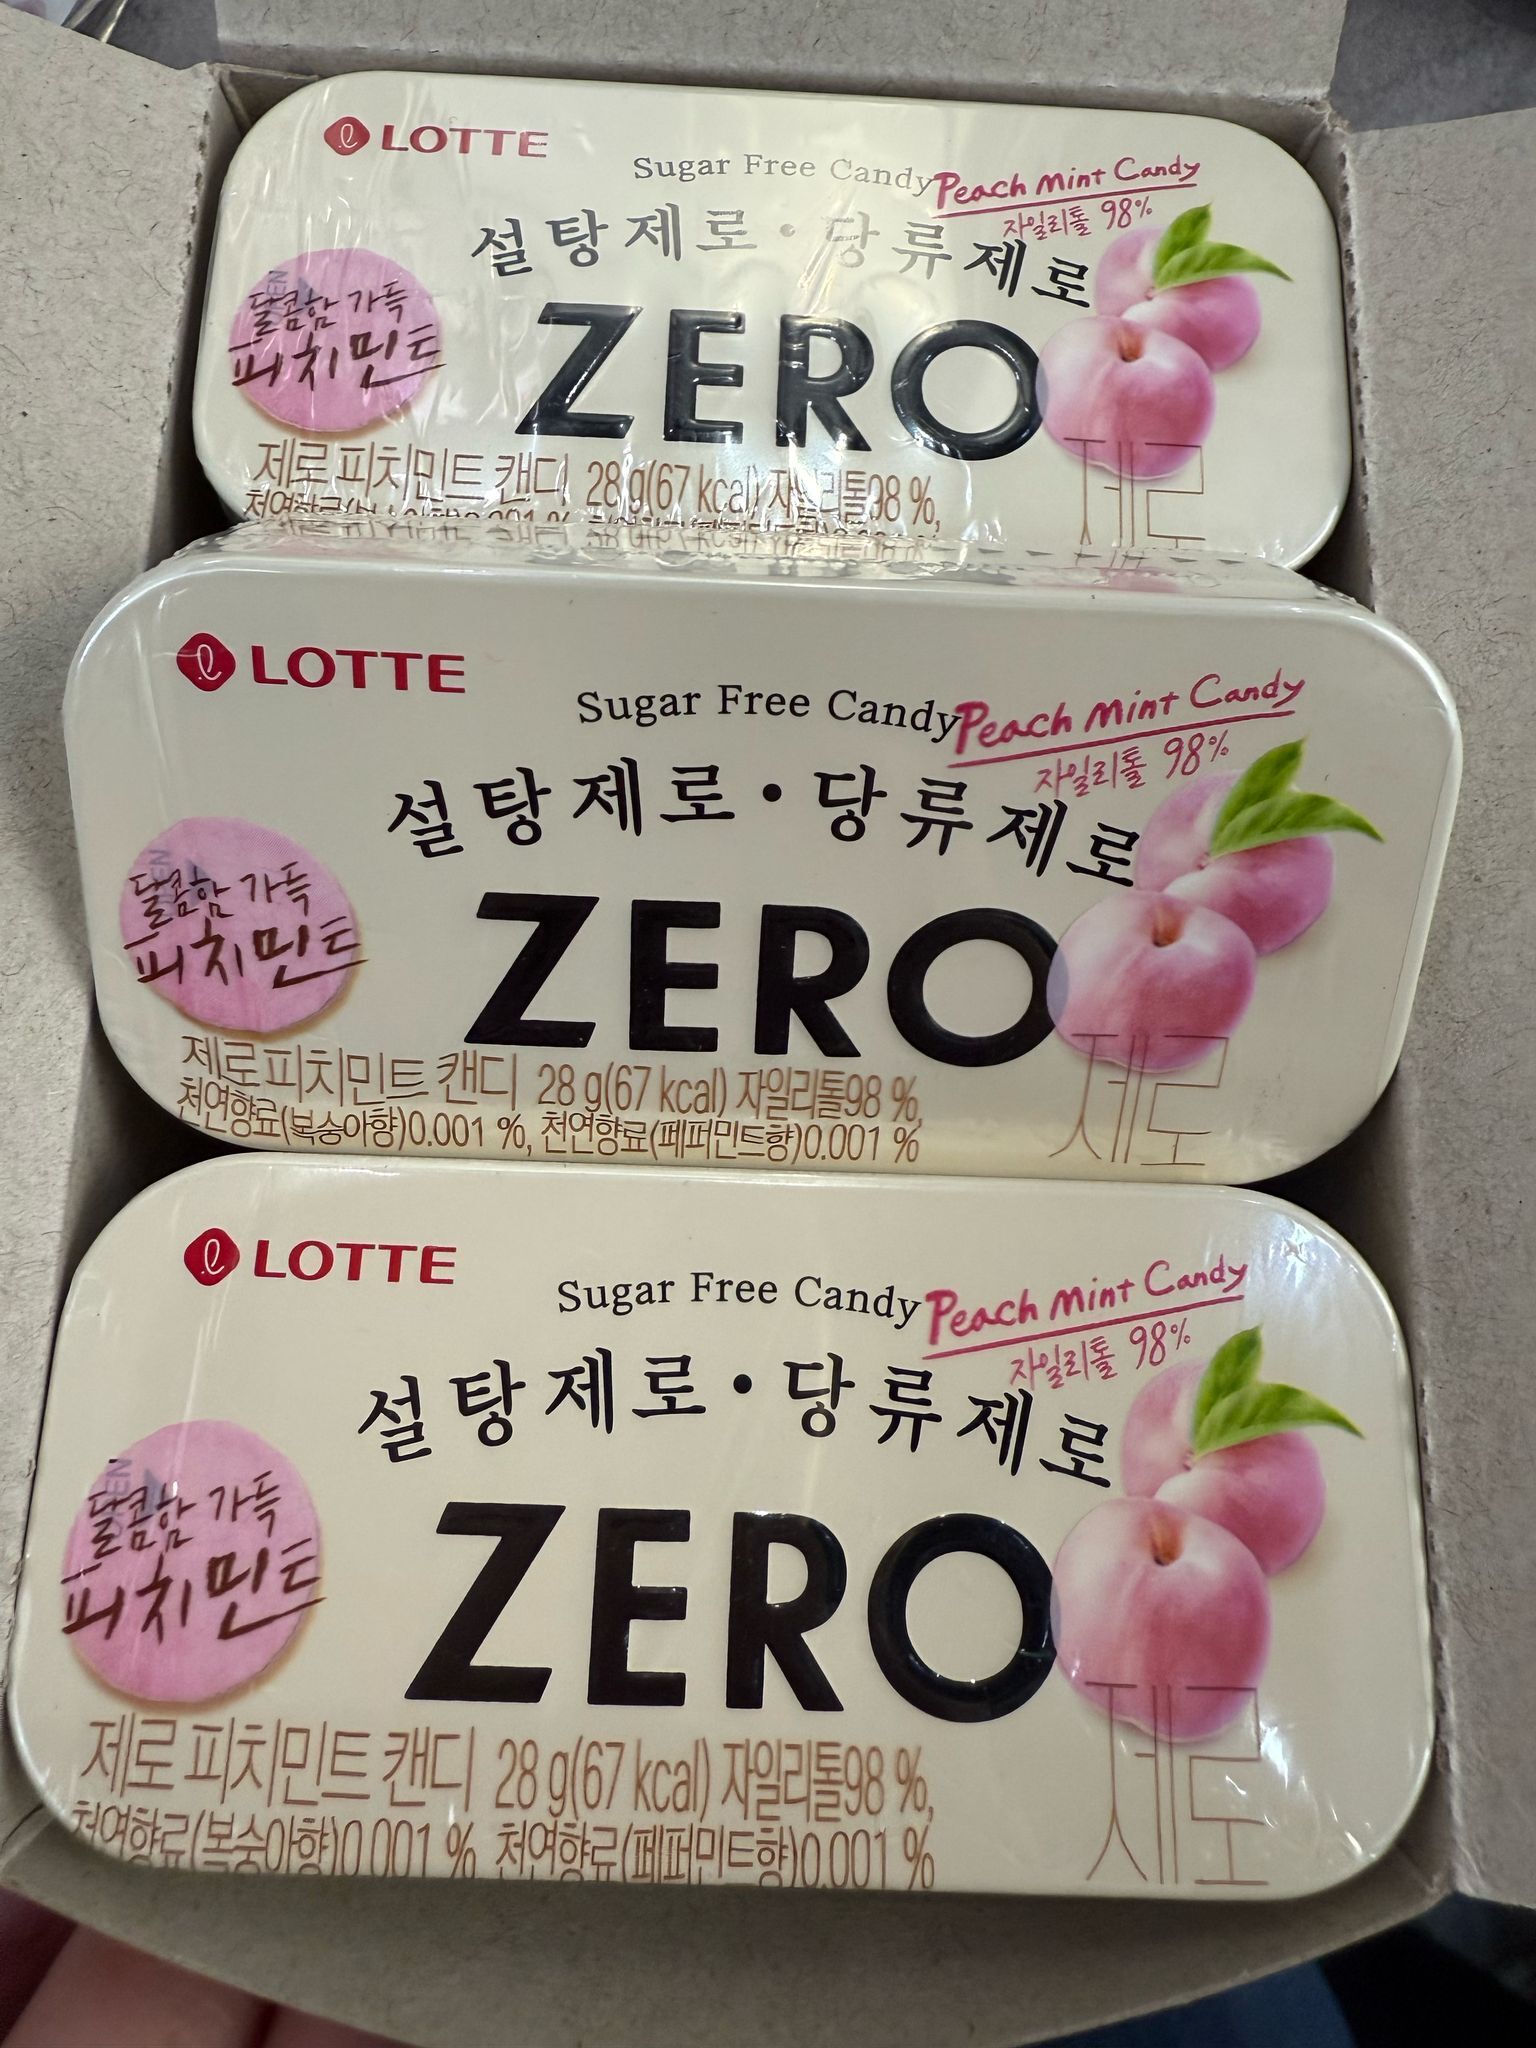 LOTTE
Sugar Free Candy Peach Mint Candy
자일리톨 98%
설탕제로·당류제로
달콤함 가득
피치민트
ZERO
제로 피치민트 캔디 28 g(67 kcal) 자일리톨98 %,
제로
LOTTE
Sugar Free Candy Peach Mint Candy
자일리톨 98%
설탕제로·당류제로
달콤함 가득
피치민트
ZERO
제로 피치민트 캔디 28 g(67 kcal) 자일리톨98 %,
천연향료(복숭아향)0.001 %, 천연향료(페퍼민트향)0.001 %
제로
LOTTE
Sugar Free Candy Peach Mint Candy
자일리톨 98%
설탕제로·당류제로
달콤함 가득
피치민트
ZERO
제로 피치민트 캔디 28 g(67 kcal) 자일리톨98 %,
천연향료(복숭아향)0.001 % 천연향료(페퍼민트향)0.001 %
제로